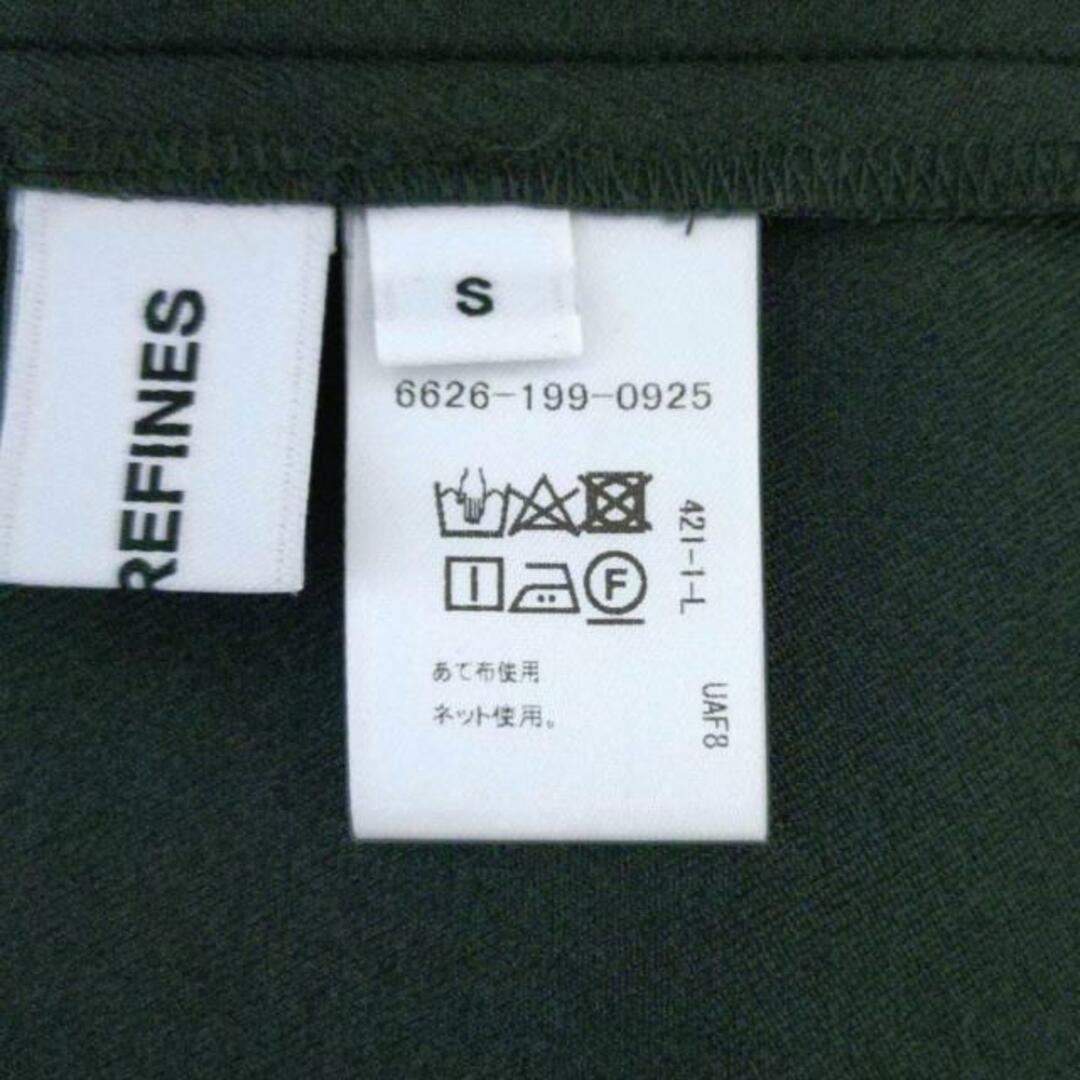 REFINES
S
6626-199-0925
F
あて布使用
ネット使用。
421-1-L
UAF8